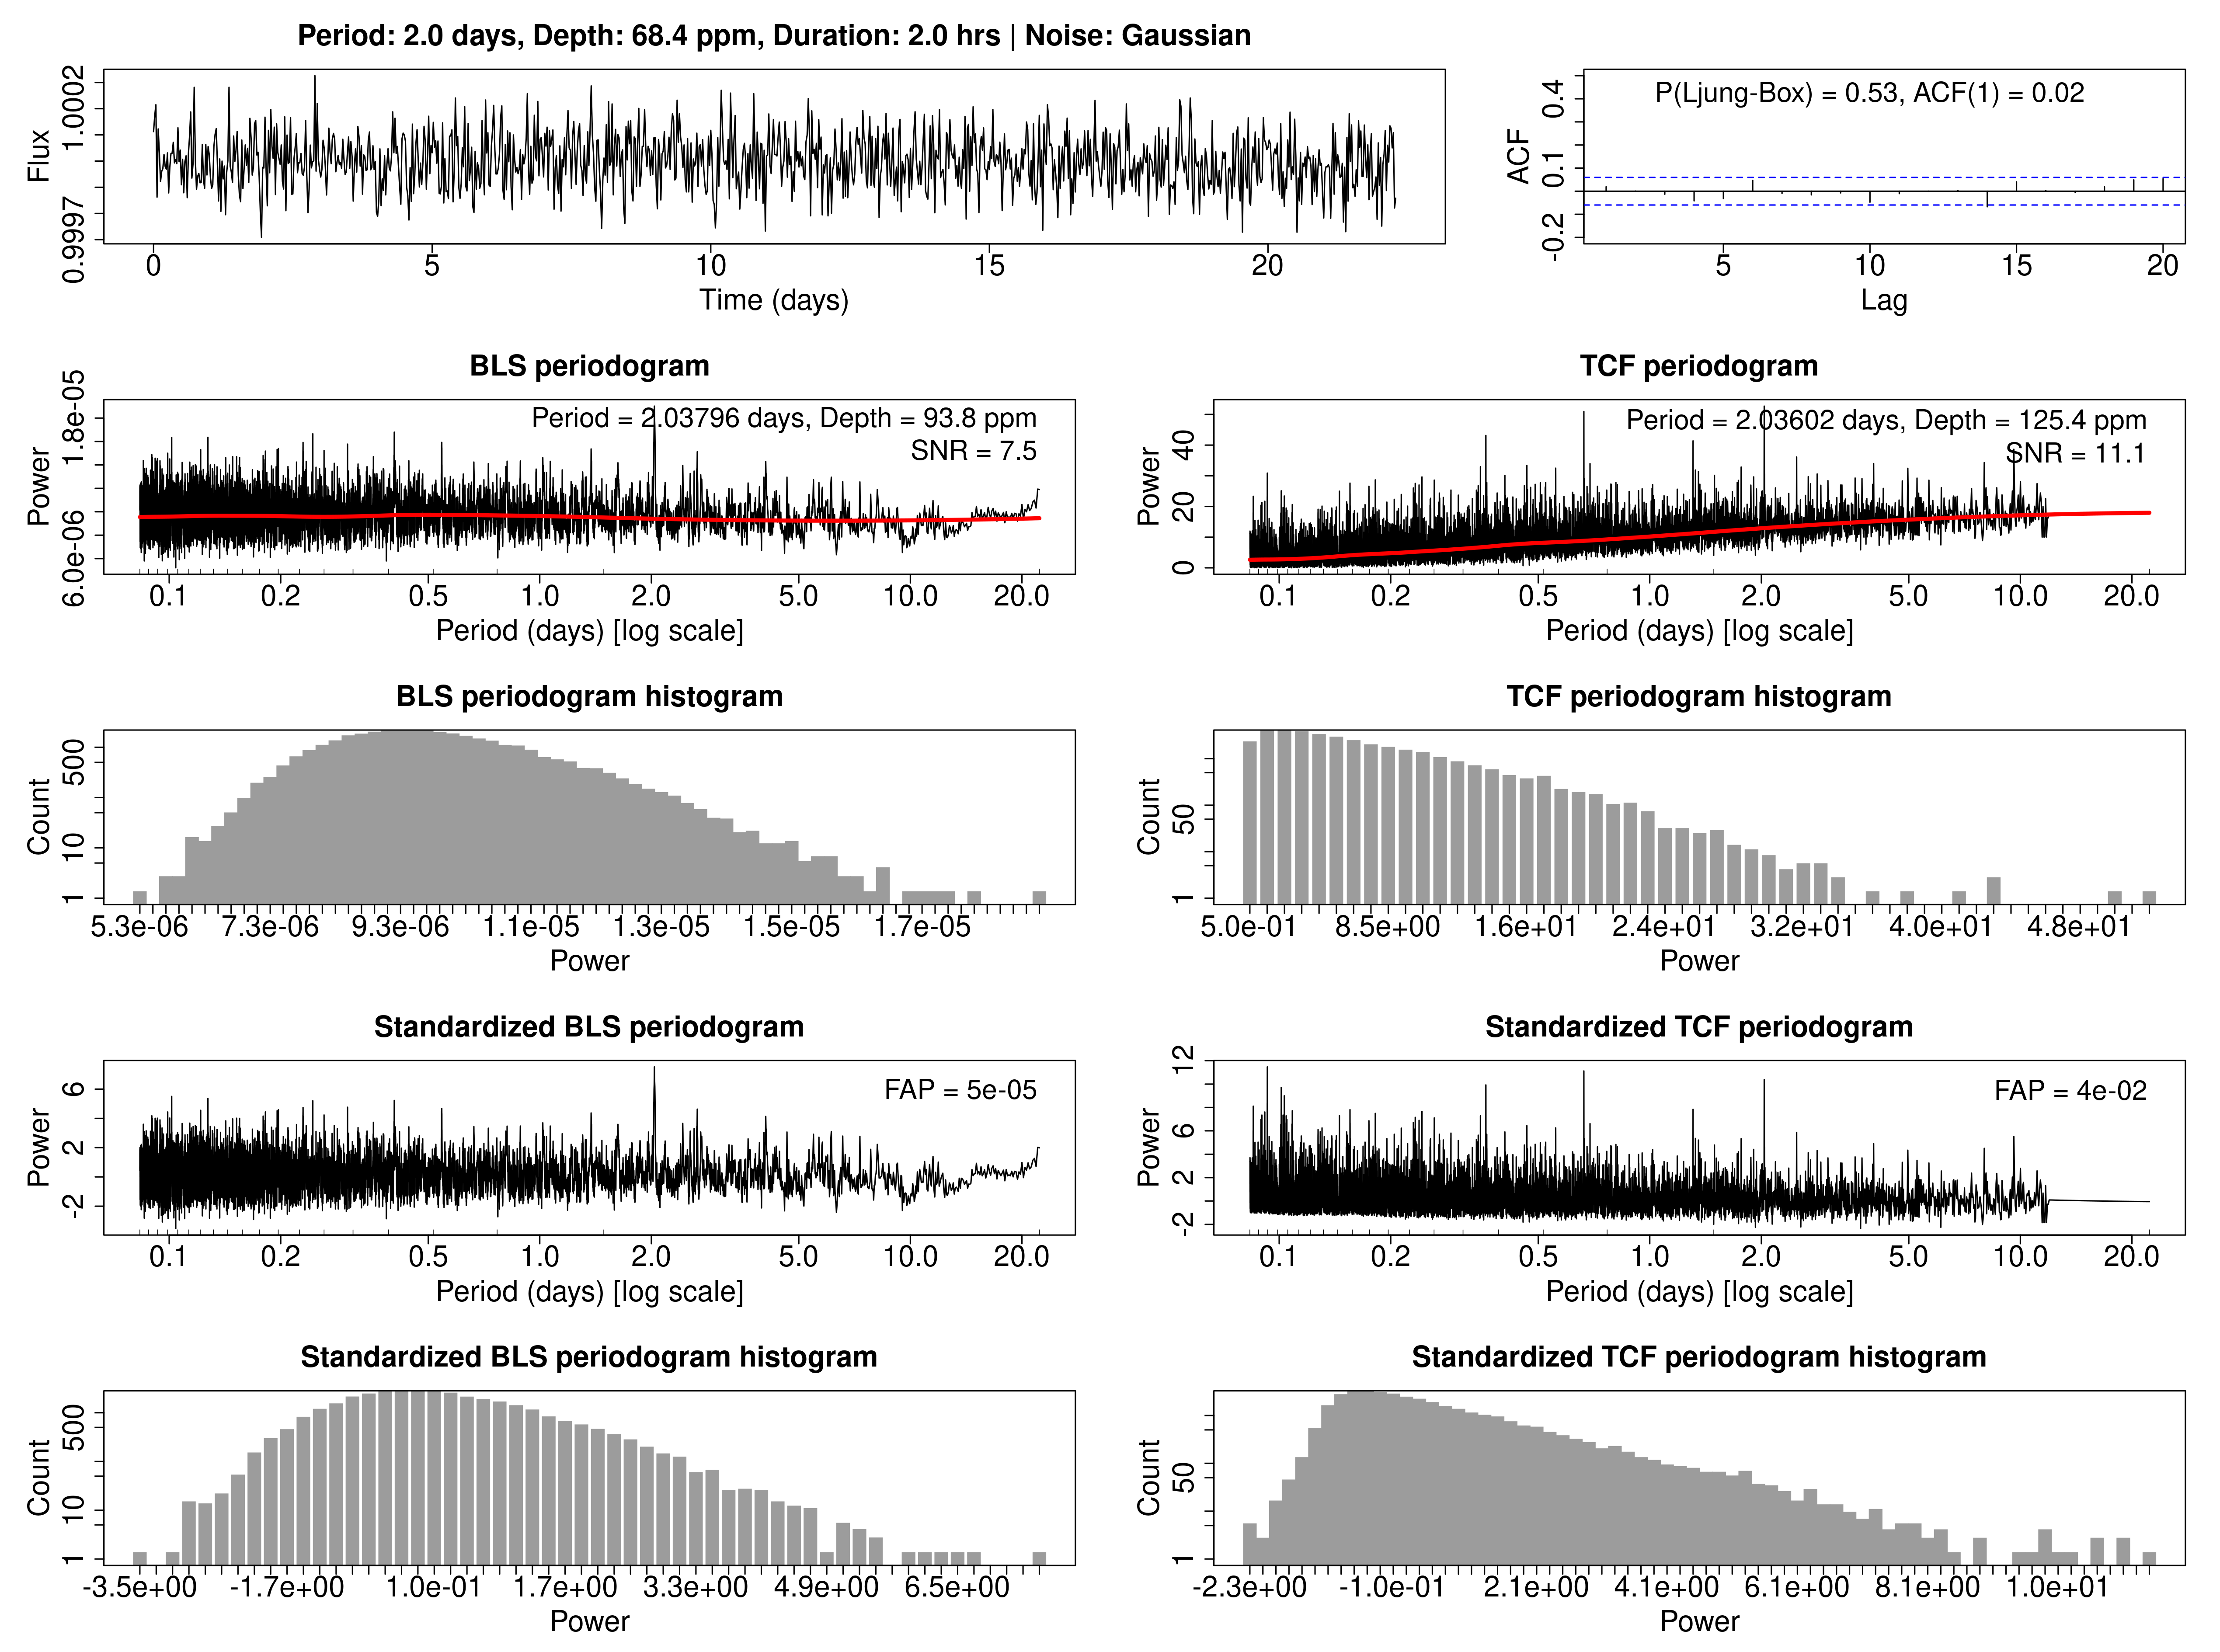 Period: 2.0 days, Depth: 68.4 ppm, Duration: 2.0 hrs | Noise: Gaussian
Flux
0.9997 1.0002
0 5 10 15 20
Time (days)
P(Ljung-Box) = 0.53, ACF(1) = 0.02
ACF
-0.2 0.1 0.4
5 10 15 20
Lag
BLS periodogram
Period = 2.03796 days, Depth = 93.8 ppm
SNR = 7.5
Power
6.0e-06 1.8e-05
0.1 0.2 0.5 1.0 2.0 5.0 10.0 20.0
Period (days) [log scale]
TCF periodogram
Period = 2.03602 days, Depth = 125.4 ppm
SNR = 11.1
Power
0 20 40
0.1 0.2 0.5 1.0 2.0 5.0 10.0 20.0
Period (days) [log scale]
BLS periodogram histogram
Count
1 10 500
5.3e-06 7.3e-06 9.3e-06 1.1e-05 1.3e-05 1.5e-05 1.7e-05
Power
TCF periodogram histogram
Count
1 50
5.0e-01 8.5e+00 1.6e+01 2.4e+01 3.2e+01 4.0e+01 4.8e+01
Power
Standardized BLS periodogram
FAP = 5e-05
Power
-2 2 6
0.1 0.2 0.5 1.0 2.0 5.0 10.0 20.0
Period (days) [log scale]
Standardized TCF periodogram
FAP = 4e-02
Power
-2 2 6 12
0.1 0.2 0.5 1.0 2.0 5.0 10.0 20.0
Period (days) [log scale]
Standardized BLS periodogram histogram
Count
1 10 500
-3.5e+00 -1.7e+00 1.0e-01 1.7e+00 3.3e+00 4.9e+00 6.5e+00
Power
Standardized TCF periodogram histogram
Count
1 50
-2.3e+00 -1.0e-01 2.1e+00 4.1e+00 6.1e+00 8.1e+00 1.0e+01
Power